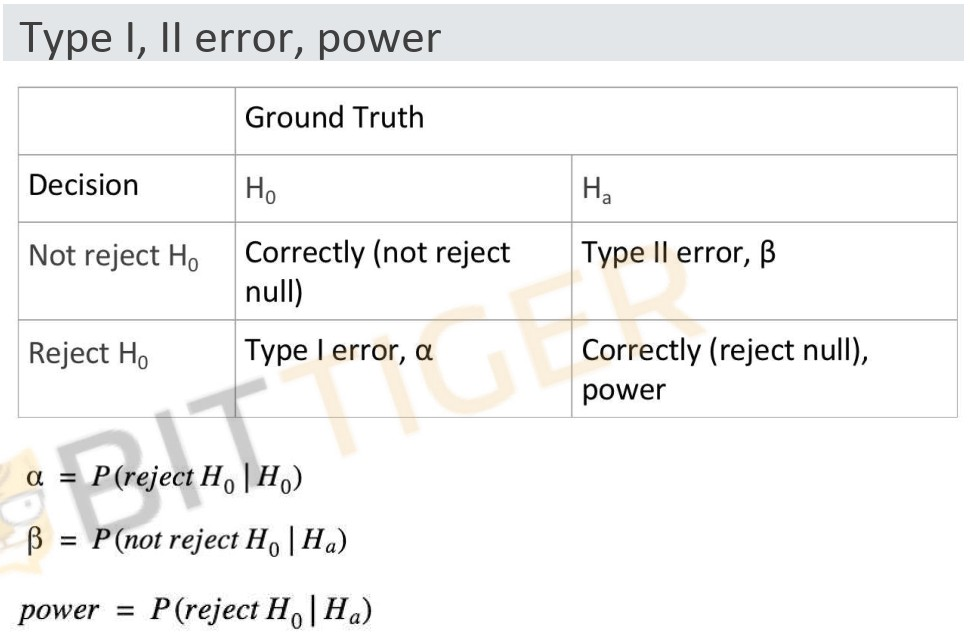 Type I, II error, power
Ground Truth
Decision H₀ Hₐ
Not reject H₀ Correctly (not reject null) Type II error, β
Reject H₀ Type I error, α Correctly (reject null), power
α = P(reject H₀ | H₀)
β = P(not reject H₀ | Hₐ)
power = P(reject H₀ | Hₐ)
BITTIGER